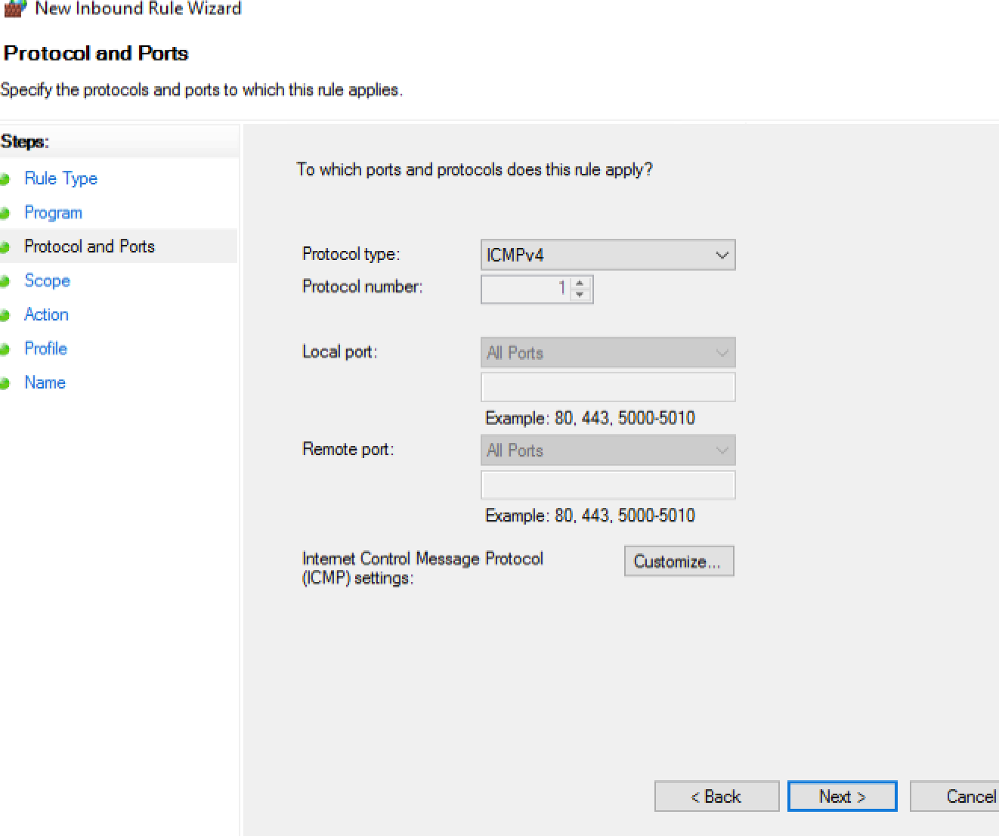 New Inbound Rule Wizard
Protocol and Ports
Specify the protocols and ports to which this rule applies.
Steps:
Rule Type
Program
Protocol and Ports
Scope
Action
Profile
Name
To which ports and protocols does this rule apply?
Protocol type: ICMPv4
Protocol number: 1
Local port: All Ports
Example: 80, 443, 5000-5010
Remote port: All Ports
Example: 80, 443, 5000-5010
Internet Control Message Protocol Customize...
(ICMP) settings:
< Back Next > Cancel